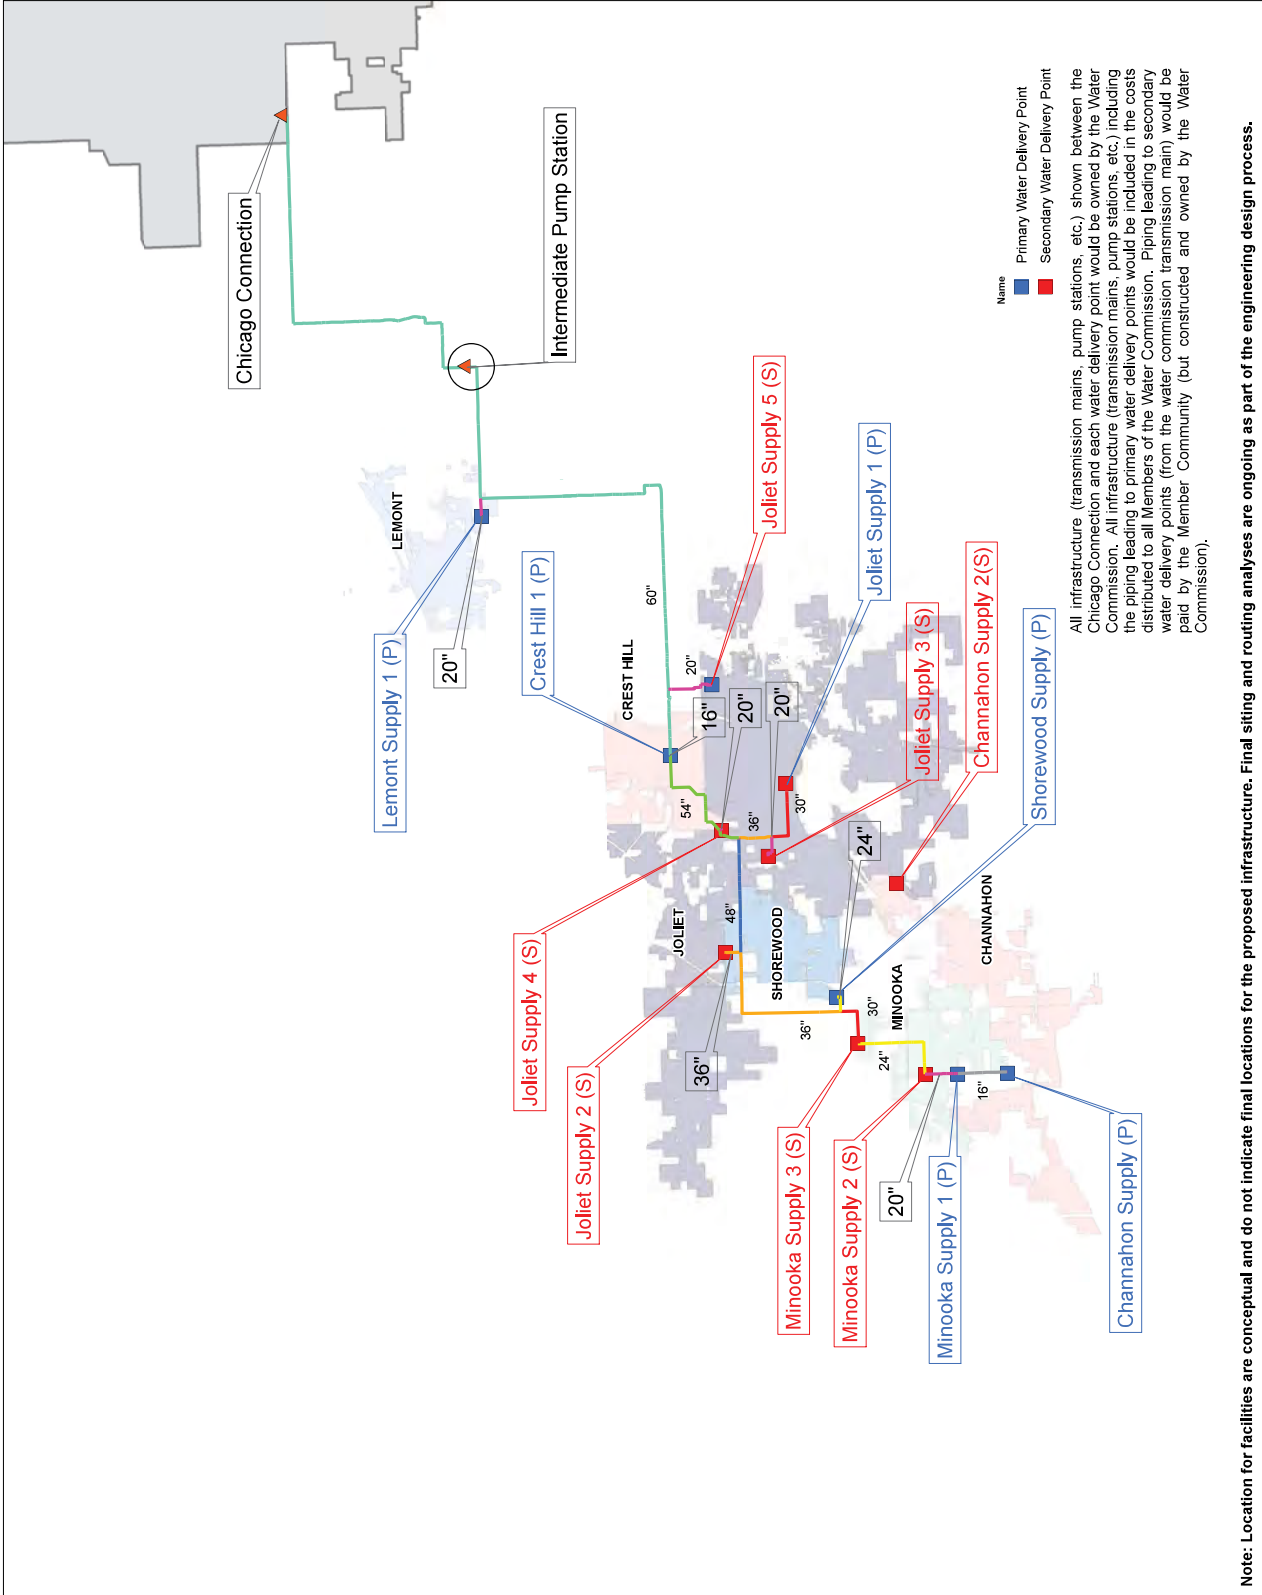 Chicago Connection
Intermediate Pump Station
LEMONT
Lemont Supply 1 (P)
20"
Crest Hill 1 (P)
CREST HILL
60"
20"
Joliet Supply 5 (S)
Joliet Supply 1 (P)
16"
20"
20"
54"
36"
30"
Joliet Supply 3 (S)
Channahon Supply 2(S)
Shorewood Supply (P)
24"
Joliet Supply 4 (S)
JOLIET
48"
SHOREWOOD
CHANNAHON
MINOOKA
Joliet Supply 2 (S)
36"
36"
30"
24"
16"
20"
Minooka Supply 3 (S)
Minooka Supply 2 (S)
Minooka Supply 1 (P)
Channahon Supply (P)
Name
Primary Water Delivery Point
Secondary Water Delivery Point
All infrastructure (transmission mains, pump stations, etc.) shown between the
Chicago Connection and each water delivery point would be owned by the Water
Commission. All infrastructure (transmission mains, pump stations, etc.) including
the piping leading to primary water delivery points would be included in the costs
distributed to all Members of the Water Commission. Piping leading to secondary
water delivery points (from the water commission transmission main) would be
paid by the Member Community (but constructed and owned by the Water
Commission).
Note: Location for facilities are conceptual and do not indicate final locations for the proposed infrastructure. Final siting and routing analyses are ongoing as part of the engineering design process.